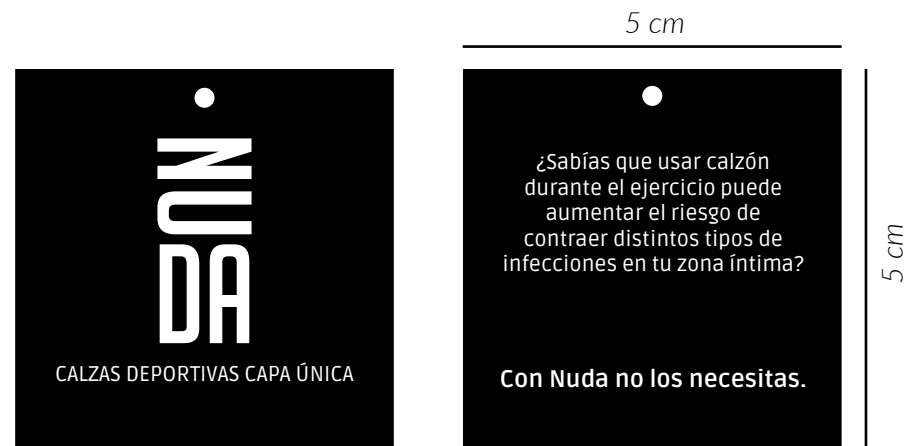 5 cm
NUDA
CALZAS DEPORTIVAS CAPA ÚNICA
¿Sabías que usar calzón
durante el ejercicio puede
aumentar el riesgo de
contraer distintos tipos de
infecciones en tu zona íntima?
Con Nuda no los necesitas.
5 cm